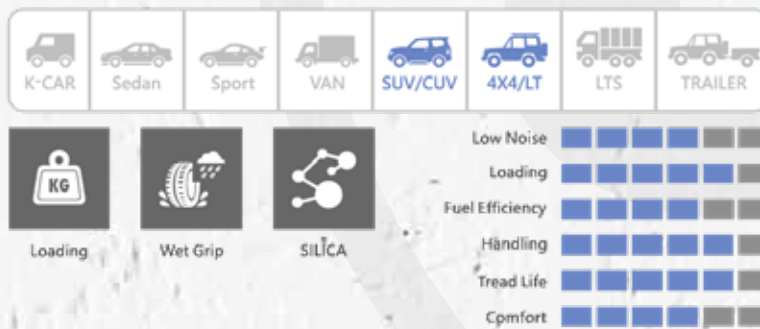 K-CAR Sedan Sport VAN SUV/CUV 4X4/LT LTS TRAILER
KG
Loading Wet Grip SILICA
Low Noise
Loading
Fuel Efficiency
Handling
Tread Life
Comfort